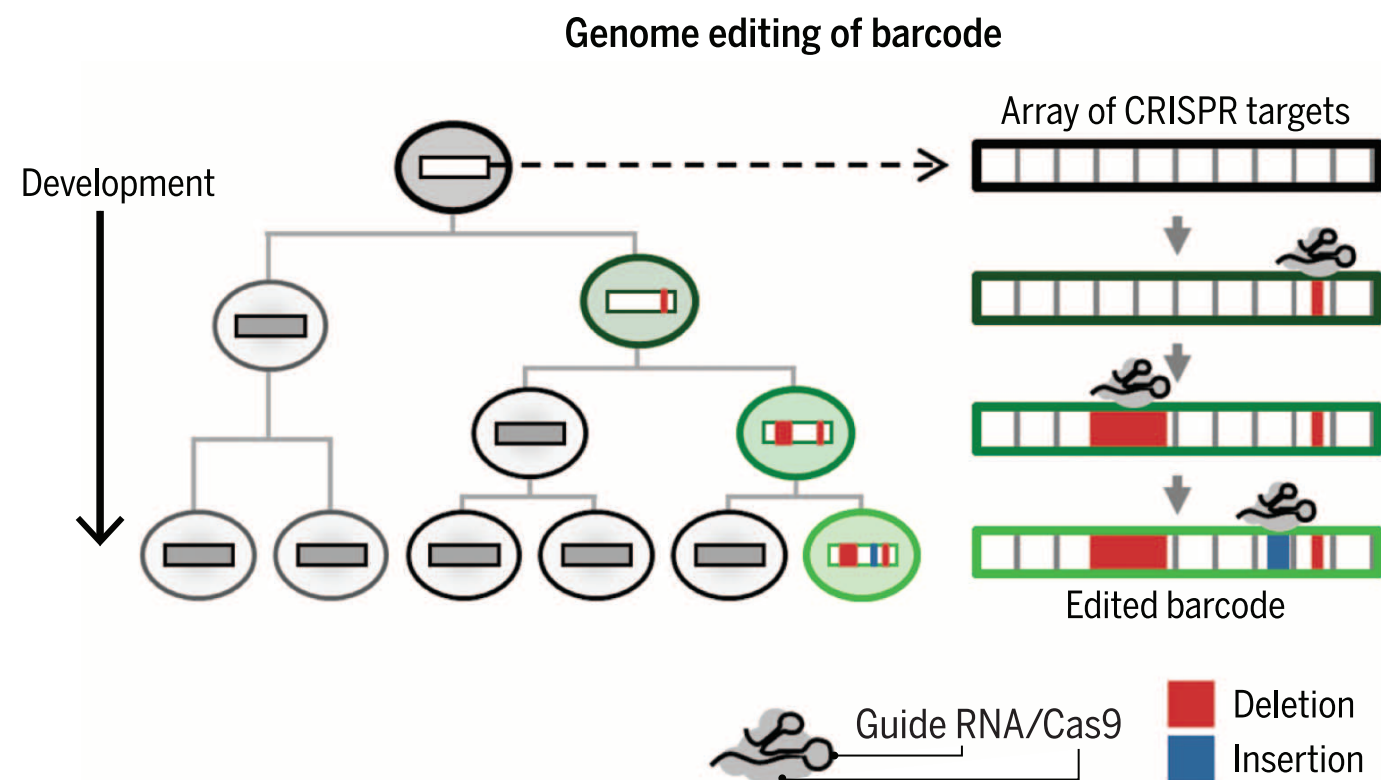 Genome editing of barcode
Array of CRISPR targets
Development
Edited barcode
Guide RNA/Cas9
Deletion
Insertion